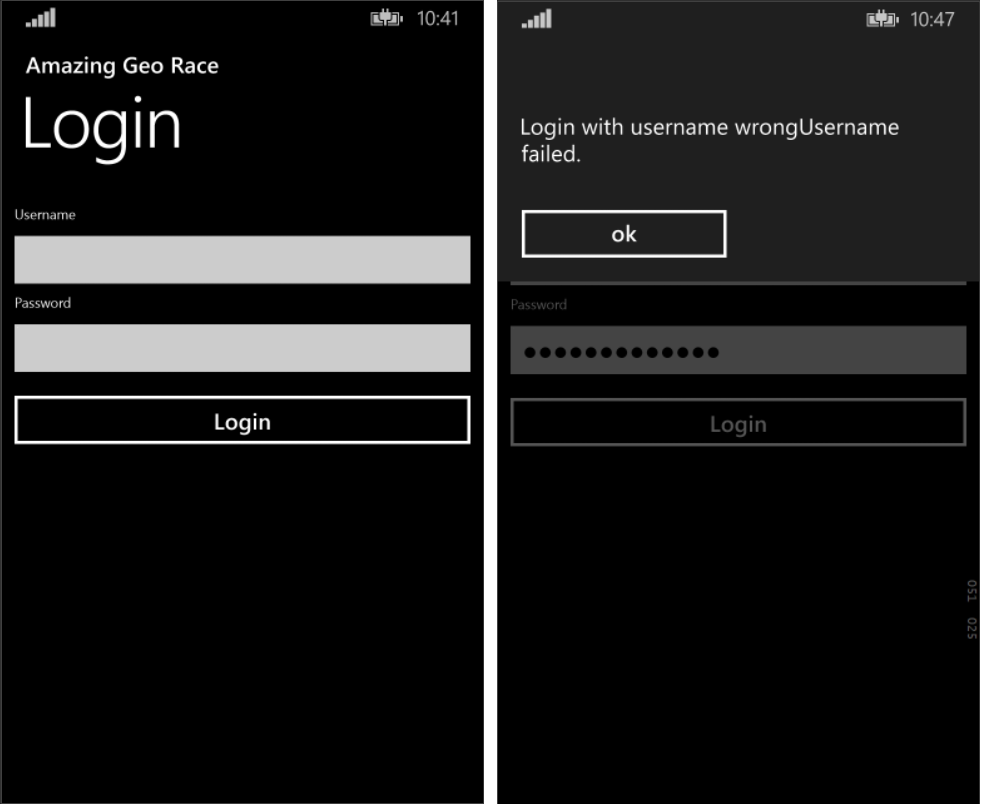 10:41
Amazing Geo Race
Login
Username
Password
Login
10:47
Login with username wrongUsername
failed.
ok
Password
●●●●●●●●●●●●●
Login
051 025